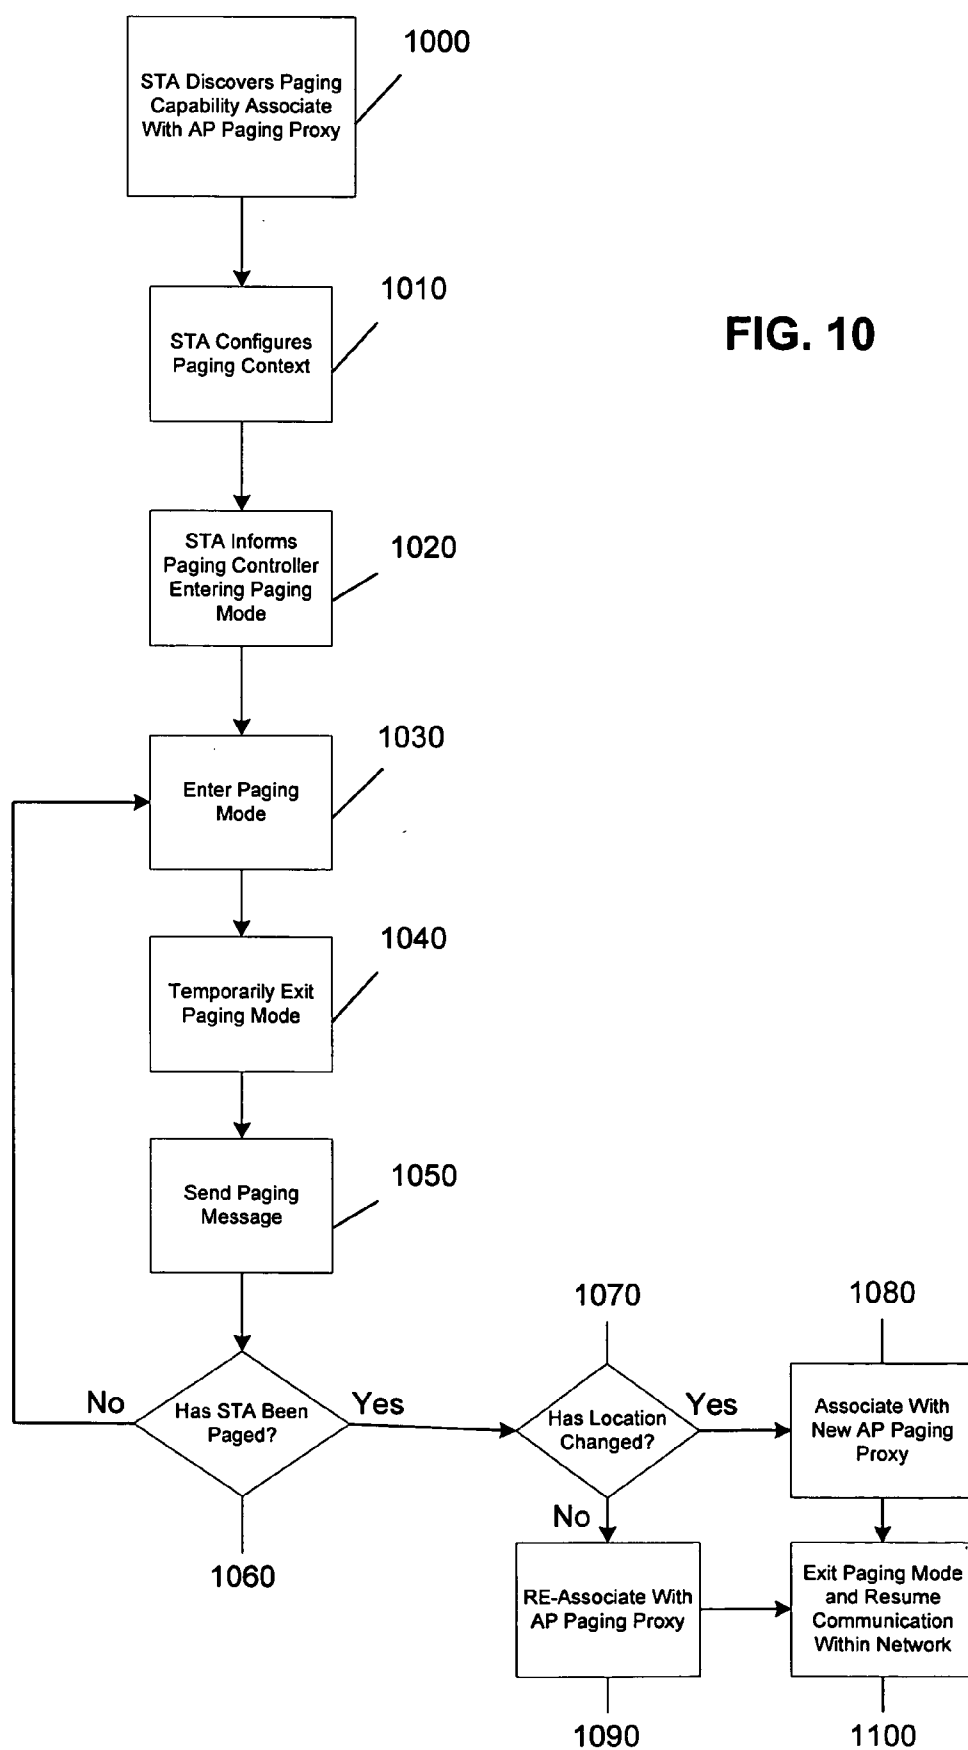 1000
STA Discovers Paging
Capability Associate
With AP Paging Proxy
1010
STA Configures
Paging Context
FIG. 10
1020
STA Informs
Paging Controller
Entering Paging
Mode
1030
Enter Paging
Mode
1040
Temporarily Exit
Paging Mode
1050
Send Paging
Message
1070
1080
No
Has STA Been
Paged?
Yes
Has Location
Changed?
Yes
Associate With
New AP Paging
Proxy
No
1060
RE-Associate With
AP Paging Proxy
Exit Paging Mode
and Resume
Communication
Within Network
1090
1100